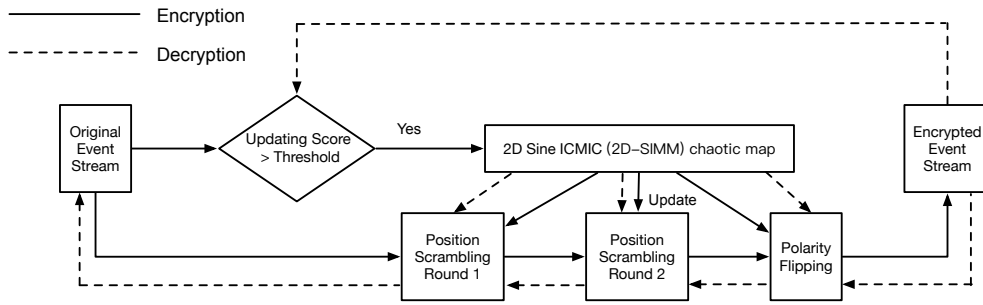 Encryption
Decryption
Original
Event
Stream
Updating Score
> Threshold
Yes
2D Sine ICMIC (2D-SIMM) chaotic map
Encrypted
Event
Stream
Update
Position
Scrambling
Round 1
Position
Scrambling
Round 2
Polarity
Flipping